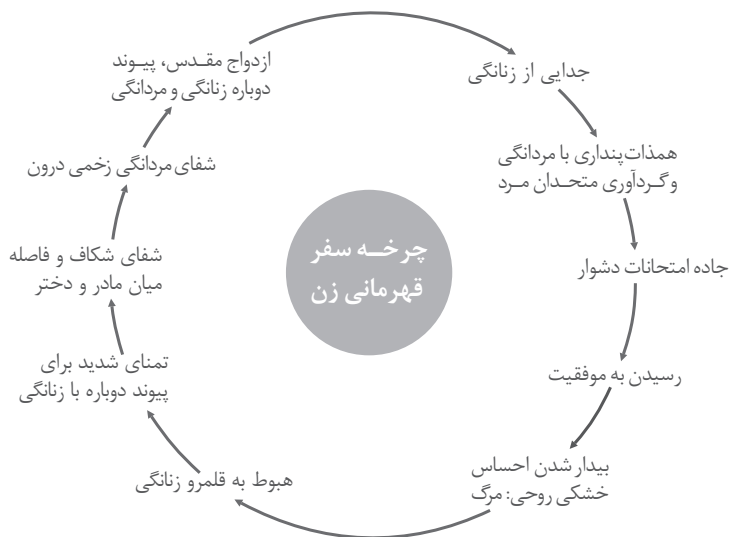 چرخــه سفر
قهرمانی زن
جدایی از زنانگی
همذات‌پنداری با مردانگی
و گـردآوری متحـدان مـرد
جاده امتحانات دشوار
رسیدن به موفقیت
بیدار شدن احساس
خشکی روحی: مرگ
هبوط به قلمرو زنانگی
تمنای شدید برای
پیوند دوباره با زنانگی
شفای شکاف و فاصله
میان مادر و دختر
شفای مردانگی زخمی درون
ازدواج مقـدس، پیـوند
دوباره زنانگی و مردانگی